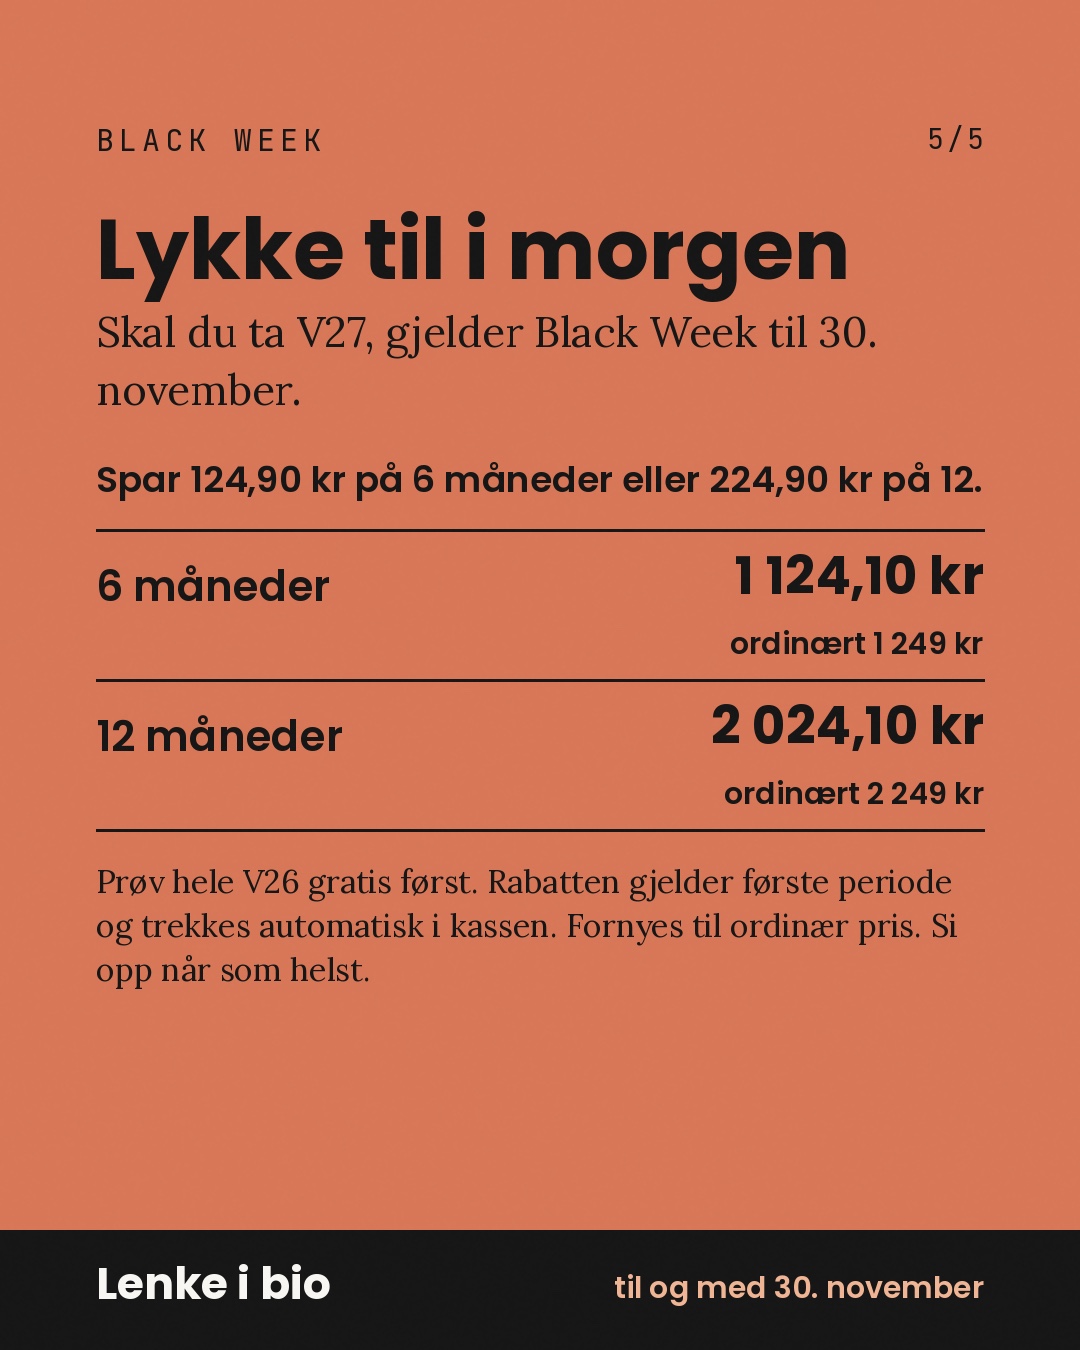 BLACK WEEK 5/5
Lykke til i morgen
Skal du ta V27, gjelder Black Week til 30.
november.
Spar 124,90 kr på 6 måneder eller 224,90 kr på 12.
6 måneder 1 124,10 kr
ordinært 1 249 kr
12 måneder 2 024,10 kr
ordinært 2 249 kr
Prøv hele V26 gratis først. Rabatten gjelder første periode
og trekkes automatisk i kassen. Fornyes til ordinær pris. Si
opp når som helst.
Lenke i bio til og med 30. november